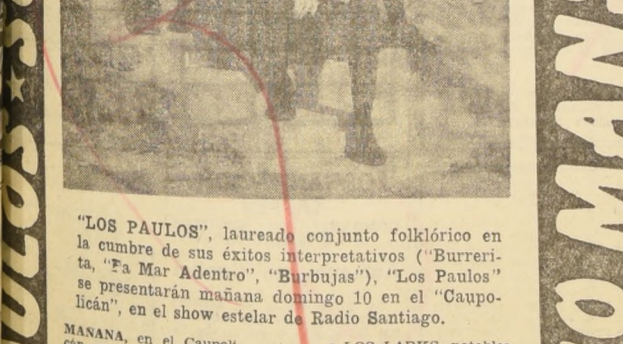 "LOS PAULOS", laureado conjunto folklórico en
la cumbre de sus éxitos interpretativos ("Burreri-
ta, "Pa Mar Adentro", "Burbujas"), "Los Paulos"
se presentarán mañana domingo 10 en el "Caupo-
licán", en el show estelar de Radio Santiago.
MAÑANA, en el